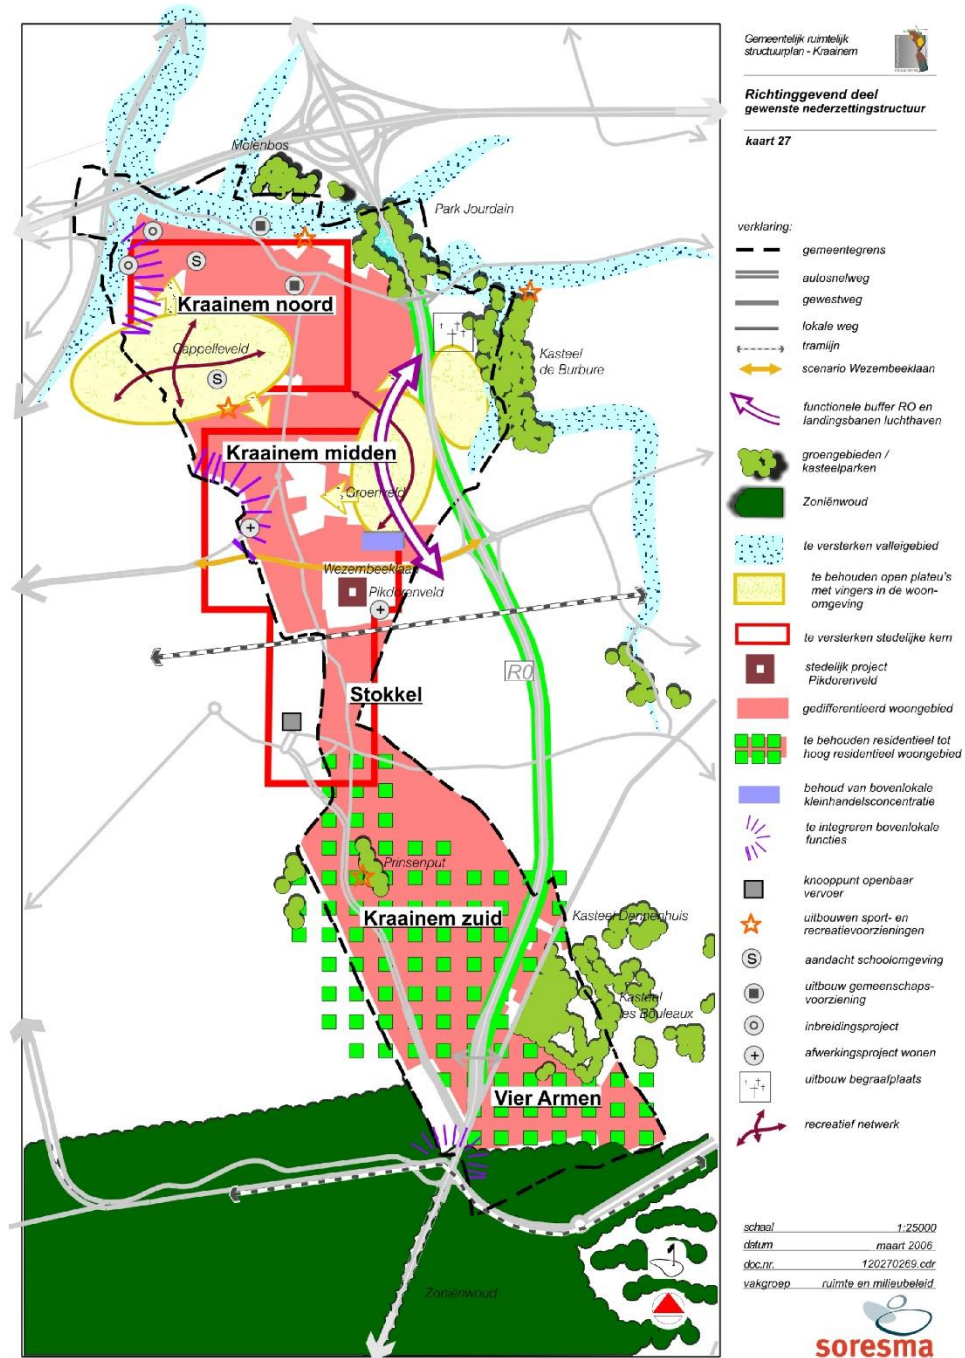 Gemeentelijk ruimtelijk
structuurplan - Kraainem
Richtinggevend deel
gewenste nederzettingstructuur
kaart 27
Molenbos
Park Jourdain
Kraainem noord
Cappelleveld
S
S
Kasteel
de Burbure
Kraainem midden
Groenveld
Wezembeeklaan
Pikdorenveld
Stokkel
R0
Prinsenput
Kraainem zuid
Kasteel Dennenhuis
Kasteel
les Bouleaux
Vier Armen
Zoniënwoud
verklaring:
gemeentegrens
autosnelweg
gewestweg
lokale weg
tramlijn
scenario Wezembeeklaan
functionele buffer RO en
landingsbanen luchthaven
groengebieden /
kasteelparken
Zoniënwoud
te versterken valleigebied
te behouden open plateu's
met vingers in de woon-
omgeving
te versterken stedelijke kern
stedelijk project
Pikdorenveld
gedifferentieerd woongebied
te behouden residentieel tot
hoog residentieel woongebied
behoud van bovenlokale
kleinhandelsconcentratie
te integreren bovenlokale
functies
knooppunt openbaar
vervoer
uitbouwen sport- en
recreatievoorzieningen
S
aandacht schoolomgeving
uitbouw gemeenschaps-
voorziening
inbreidingsproject
afwerkingsproject wonen
uitbouw begraafplaats
recreatief netwerk
schaal 1:25000
datum maart 2006
doc.nr. 120270269.cdr
vakgroep ruimte en milieubeleid
soresma